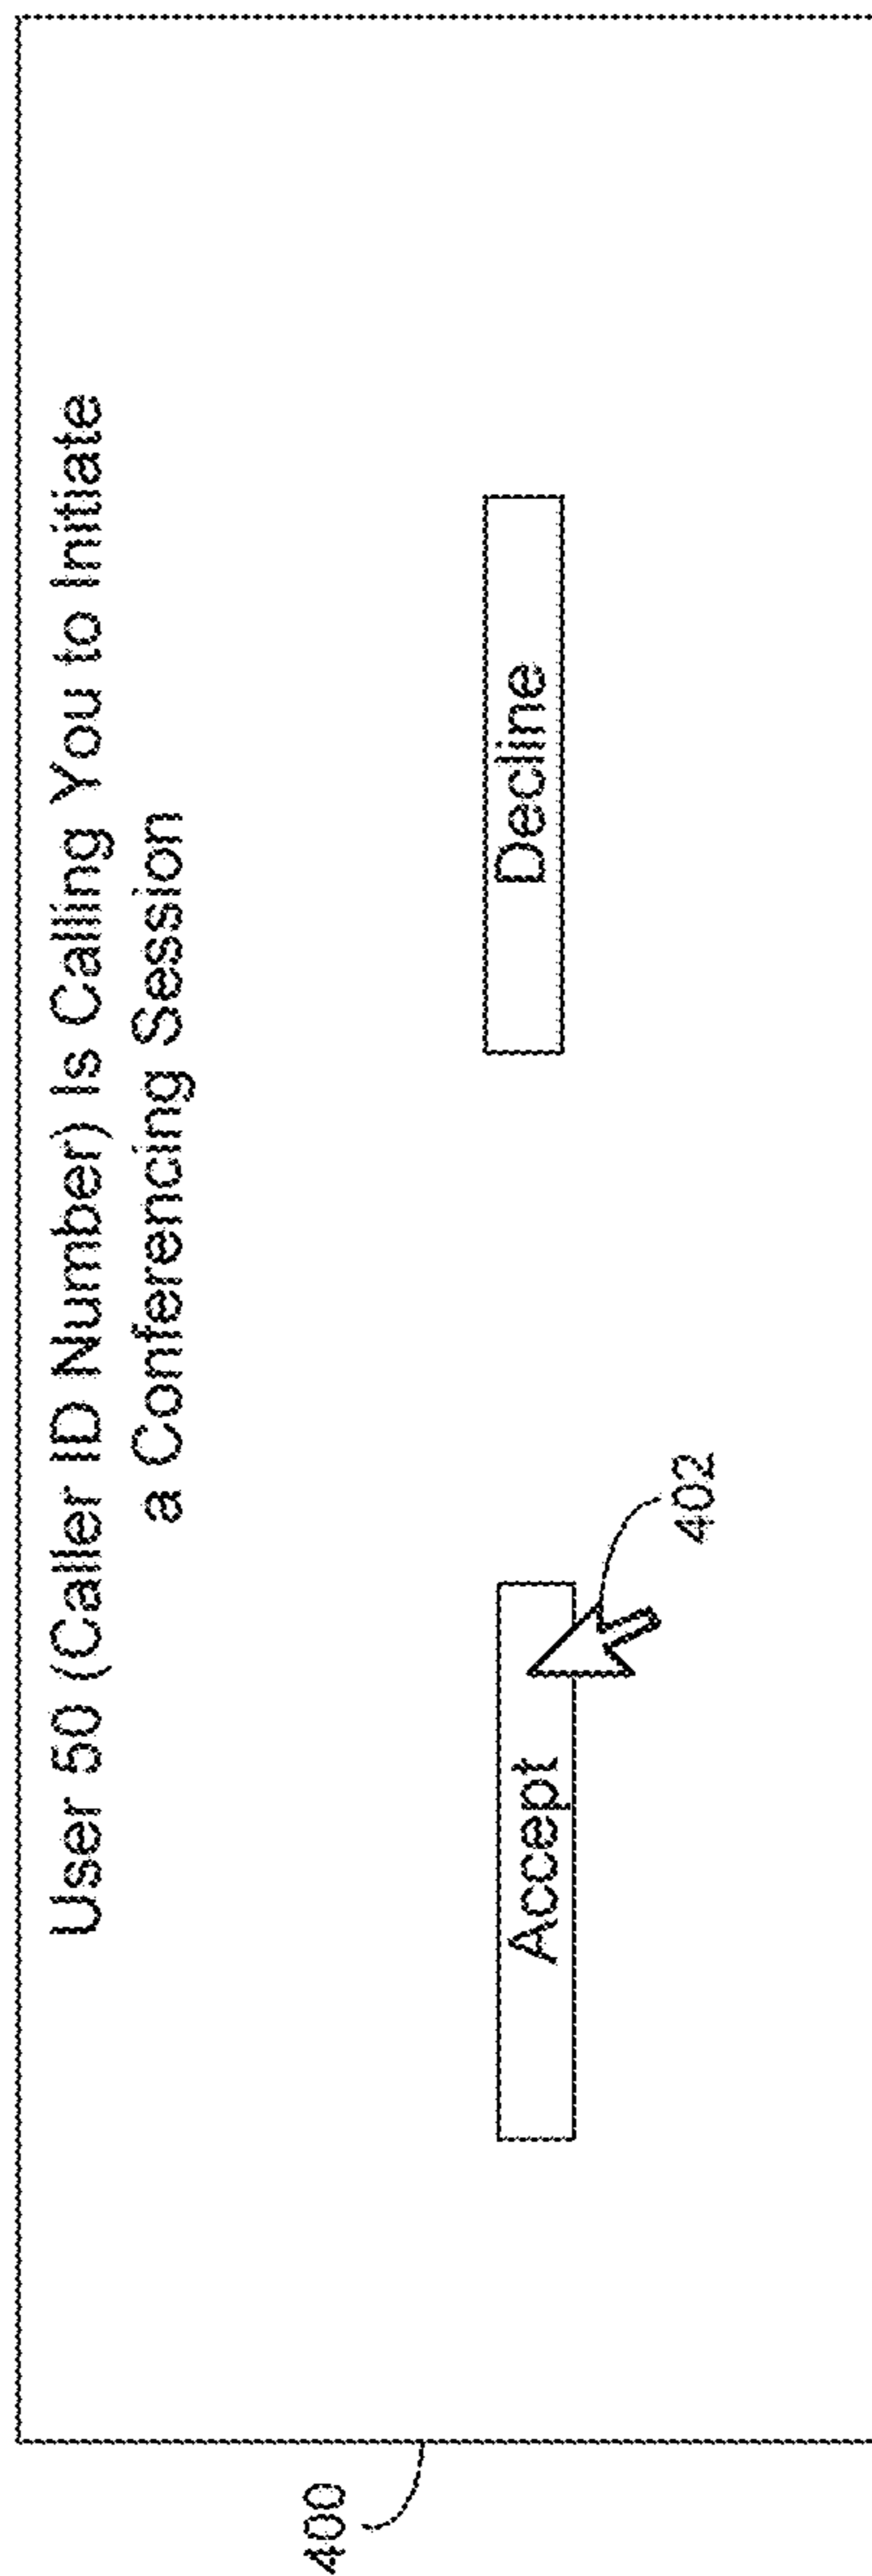 User 50 (Caller ID Number) Is Calling You to Initiate
a Conferencing Session
Accept
Decline
402
400